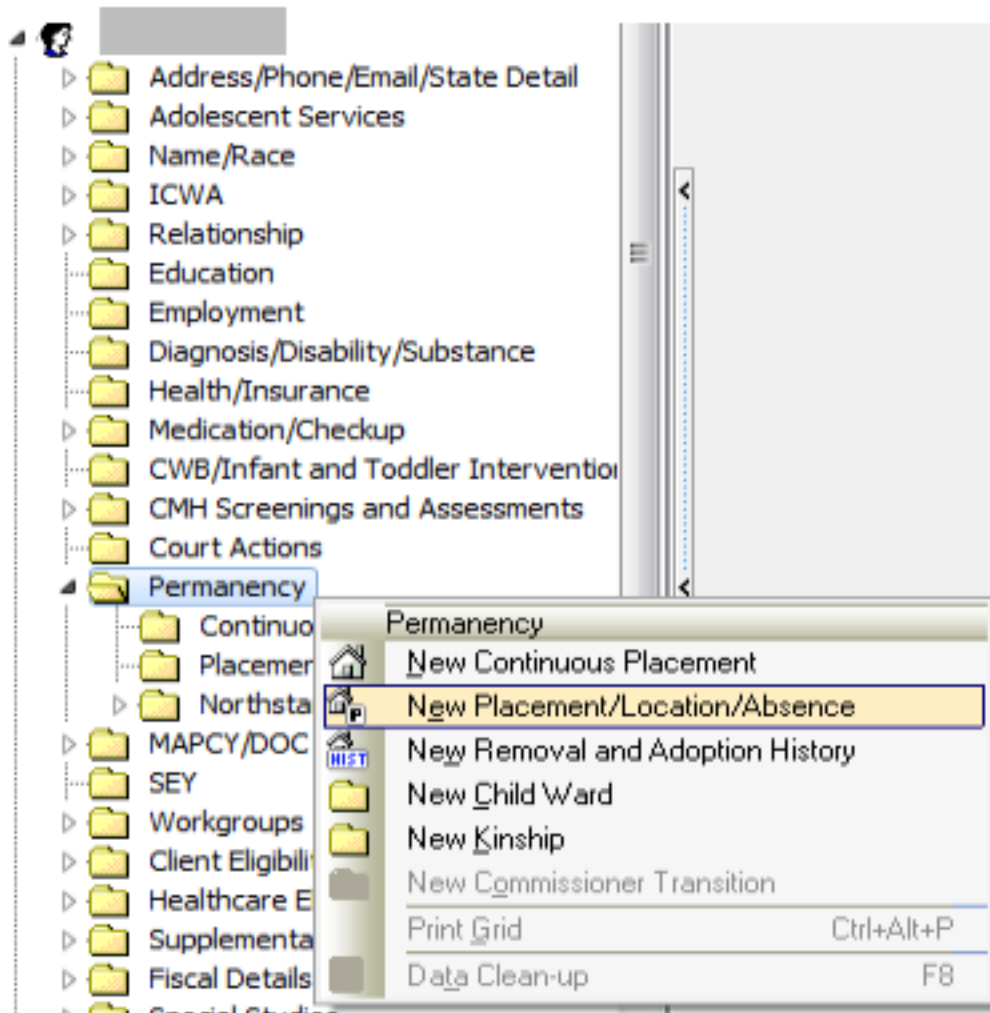 Address/Phone/Email/State Detail
Adolescent Services
Name/Race
ICWA
Relationship
Education
Employment
Diagnosis/Disability/Substance
Health/Insurance
Medication/Checkup
CWB/Infant and Toddler Intervention
CMH Screenings and Assessments
Court Actions
Permanency
Permanency
Continuo
New Continuous Placement
Placemen
Northsta
P
New Placement/Location/Absence
MAPCY/DOC
HIST
New Removal and Adoption History
SEY
New Child Ward
Workgroups
New Kinship
Client Eligibili
New Commissioner Transition
Healthcare E
Print Grid Ctrl+Alt+P
Supplementa
Fiscal Details
Data Clean-up F8
Special Studies